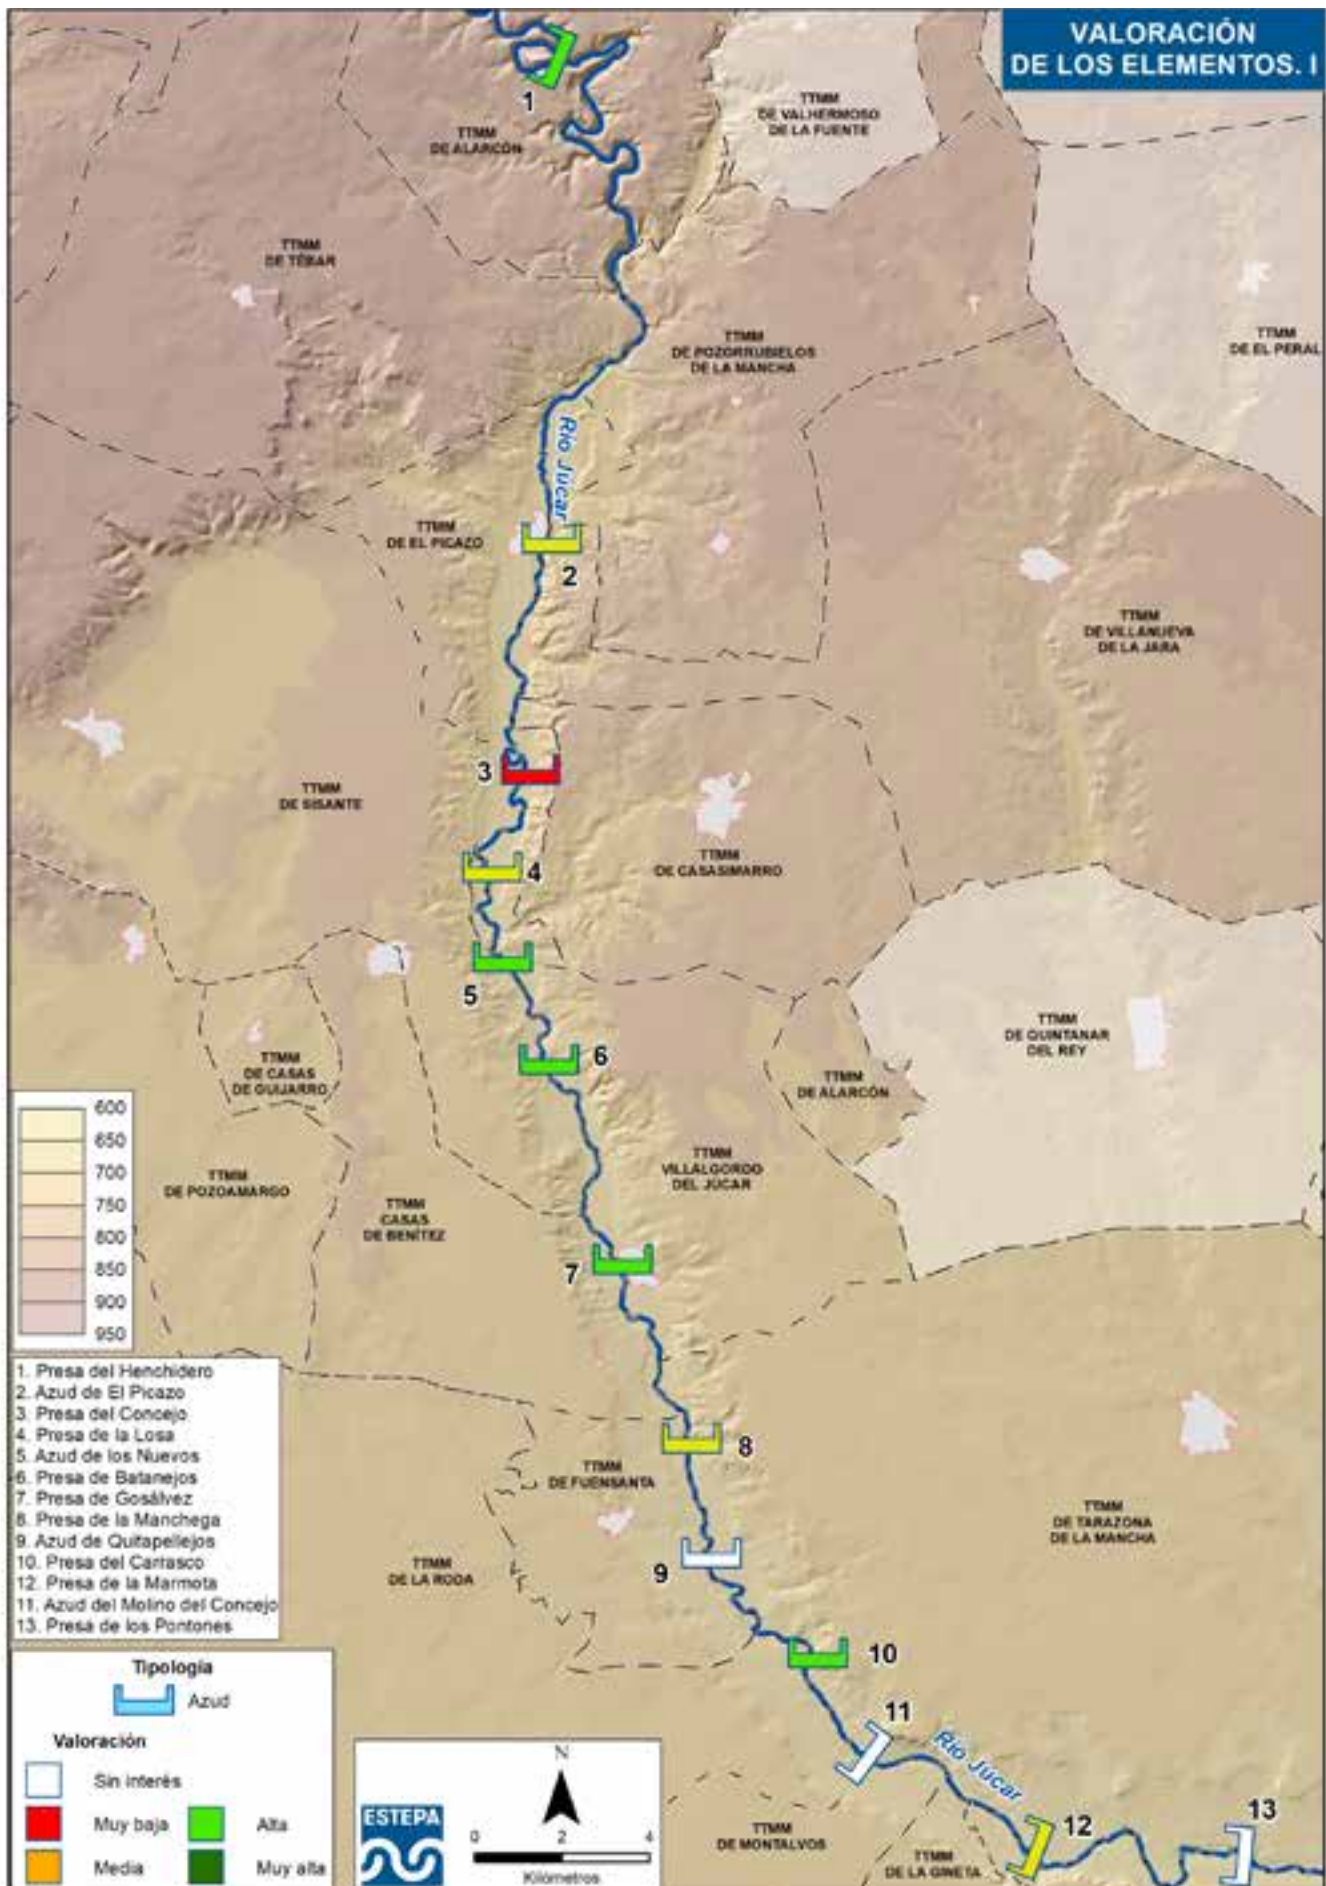 VALORACIÓN
DE LOS ELEMENTOS. I
1
TTMM
DE ALARCÓN
TTMM
DE VALHERMOSO
DE LA FUENTE
TTMM
DE TÉBAR
TTMM
DE POZORRUBIELOS
DE LA MANCHA
TTMM
DE EL PERAL
Río Júcar
TTMM
DE EL PICAZO
2
TTMM
DE VILLANUEVA
DE LA JARA
3
TTMM
DE SISANTE
4
TTMM
DE CASASIMARRO
5
6
TTMM
DE CASAS
DE GUIJARRO
TTMM
DE ALARCÓN
TTMM
DE QUINTANAR
DEL REY
TTMM
DE POZOAMARGO
TTMM
CASAS
DE BENÍTEZ
TTMM
VILLALGORDO
DEL JÚCAR
7
8
TTMM
DE FUENSANTA
TTMM
DE TARAZONA
DE LA MANCHA
9
TTMM
DE LA RODA
10
11
Río Júcar
12
13
TTMM
DE MONTALVOS
TTMM
DE LA GINETA
600
650
700
750
800
850
900
950
1. Presa del Henchidero
2. Azud de El Picazo
3. Presa del Concejo
4. Presa de la Losa
5. Azud de los Nuevos
6. Presa de Batanejos
7. Presa de Gosálvez
8. Presa de la Manchega
9. Azud de Quitapellejos
10. Presa del Carrasco
12. Presa de la Marmota
11. Azud del Molino del Concejo
13. Presa de los Pontones
Tipología
Azud
Valoración
Sin interés
Muy baja
Alta
Media
Muy alta
ESTEPA
N
0 2 4
Kilómetros